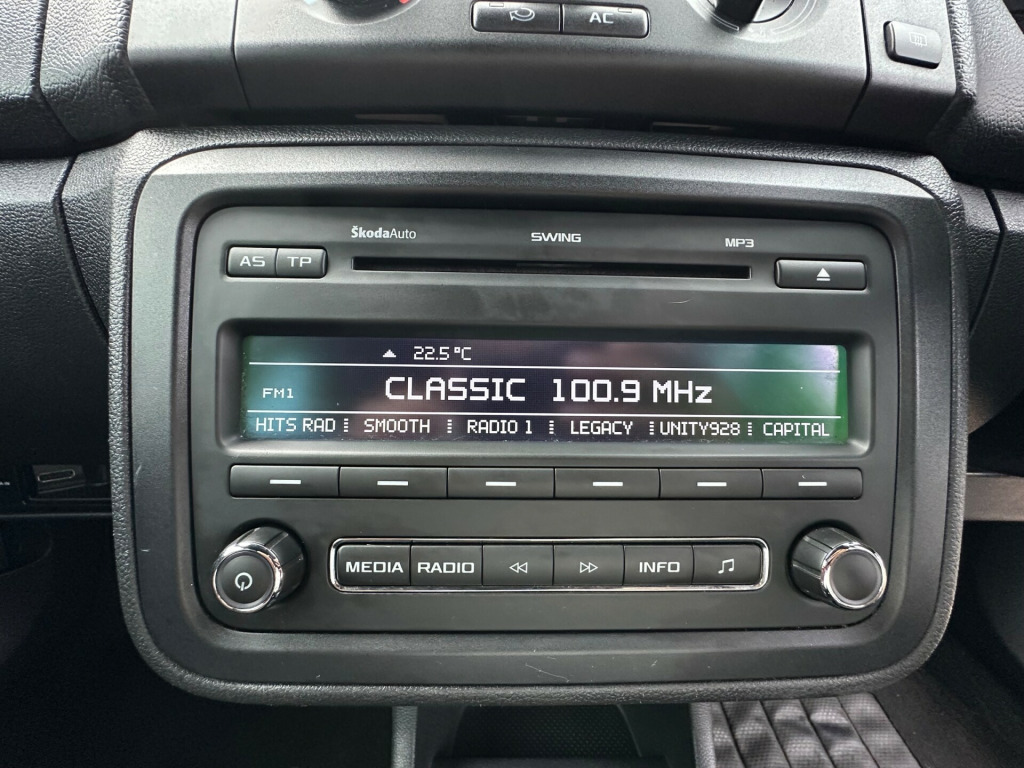 AC
ŠkodaAuto SWING MP3
AS TP
22.5°C
FM1 CLASSIC 100.9 MHz
HITS RAD SMOOTH RADIO 1 LEGACY UNITY928 CAPITAL
MEDIA RADIO INFO